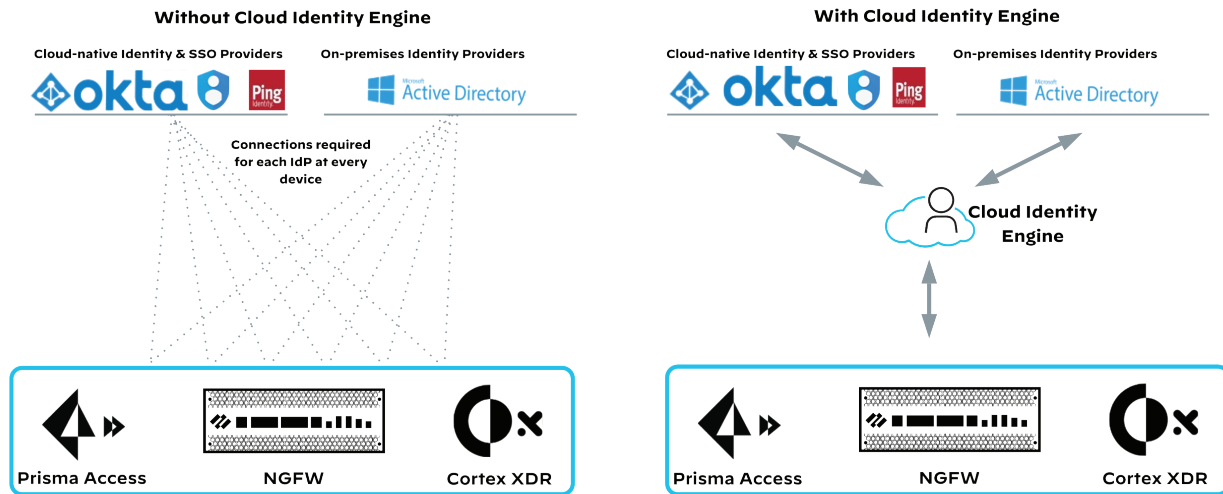 Without Cloud Identity Engine
Cloud-native Identity & SSO Providers
On-premises Identity Providers
okta
Ping
Identity
Microsoft
Active Directory
Connections required
for each IdP at every
device
Prisma Access
NGFW
Cortex XDR
With Cloud Identity Engine
Cloud-native Identity & SSO Providers
On-premises Identity Providers
okta
Ping
Identity
Microsoft
Active Directory
Cloud Identity
Engine
Prisma Access
NGFW
Cortex XDR